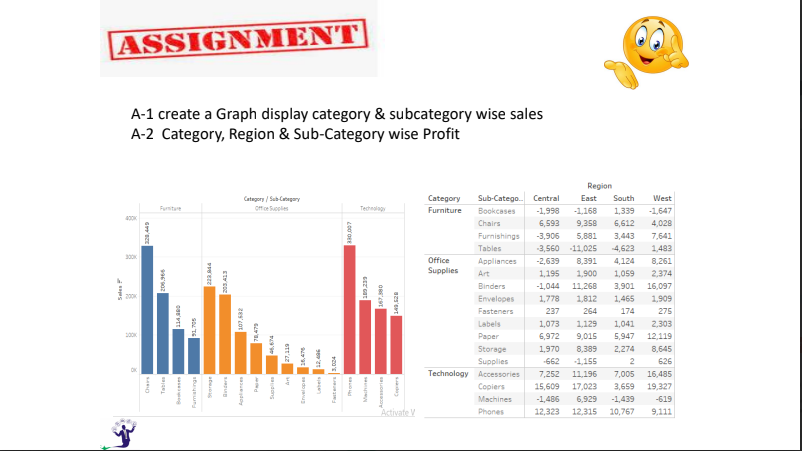 ASSIGNMENT
A-1 create a Graph display category & subcategory wise sales
A-2 Category, Region & Sub-Category wise Profit
Category / Sub-Category
Furniture Office Supplies Technology
400K
300K
200K
100K
0K
Sales
328,449 206,966 114,880 91,705 223,844 203,413 107,532 78,479 46,674 27,119 16,476 12,486 3,024 330,007 189,239 167,380 149,528
Chairs Tables Bookcases Furnishings Storage Binders Appliances Paper Supplies Art Envelopes Labels Fasteners Phones Machines Accessories Copiers
Activate W
Region
Category Sub-Catego.. Central East South West
Furniture Bookcases -1,998 -1,168 1,339 -1,647
Chairs 6,593 9,358 6,612 4,028
Furnishings -3,906 5,881 3,443 7,641
Tables -3,560 -11,025 -4,623 1,483
Office Supplies Appliances -2,639 8,391 4,124 8,261
Art 1,195 1,900 1,059 2,374
Binders -1,044 11,268 3,901 16,097
Envelopes 1,778 1,812 1,465 1,909
Fasteners 237 264 174 275
Labels 1,073 1,129 1,041 2,303
Paper 6,972 9,015 5,947 12,119
Storage 1,970 8,389 2,274 8,645
Supplies -662 -1,155 2 626
Technology Accessories 7,252 11,196 7,005 16,485
Copiers 15,609 17,023 3,659 19,327
Machines -1,486 6,929 -1,439 -619
Phones 12,323 12,315 10,767 9,111